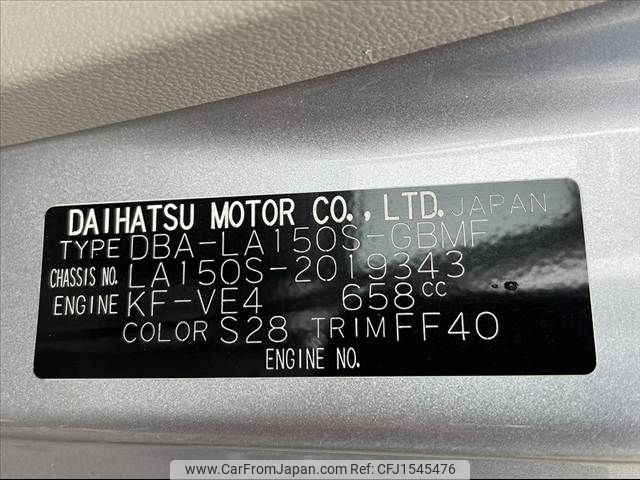 DAIHATSU MOTOR CO., LTD. JAPAN
TYPE DBA-LA150S-GBMF
CHASSIS NO. LA150S-2019343
ENGINE KF-VE4 658cc
COLOR S28 TRIM FF40
ENGINE NO.
www.CarFromJapan.com CFJ1545476